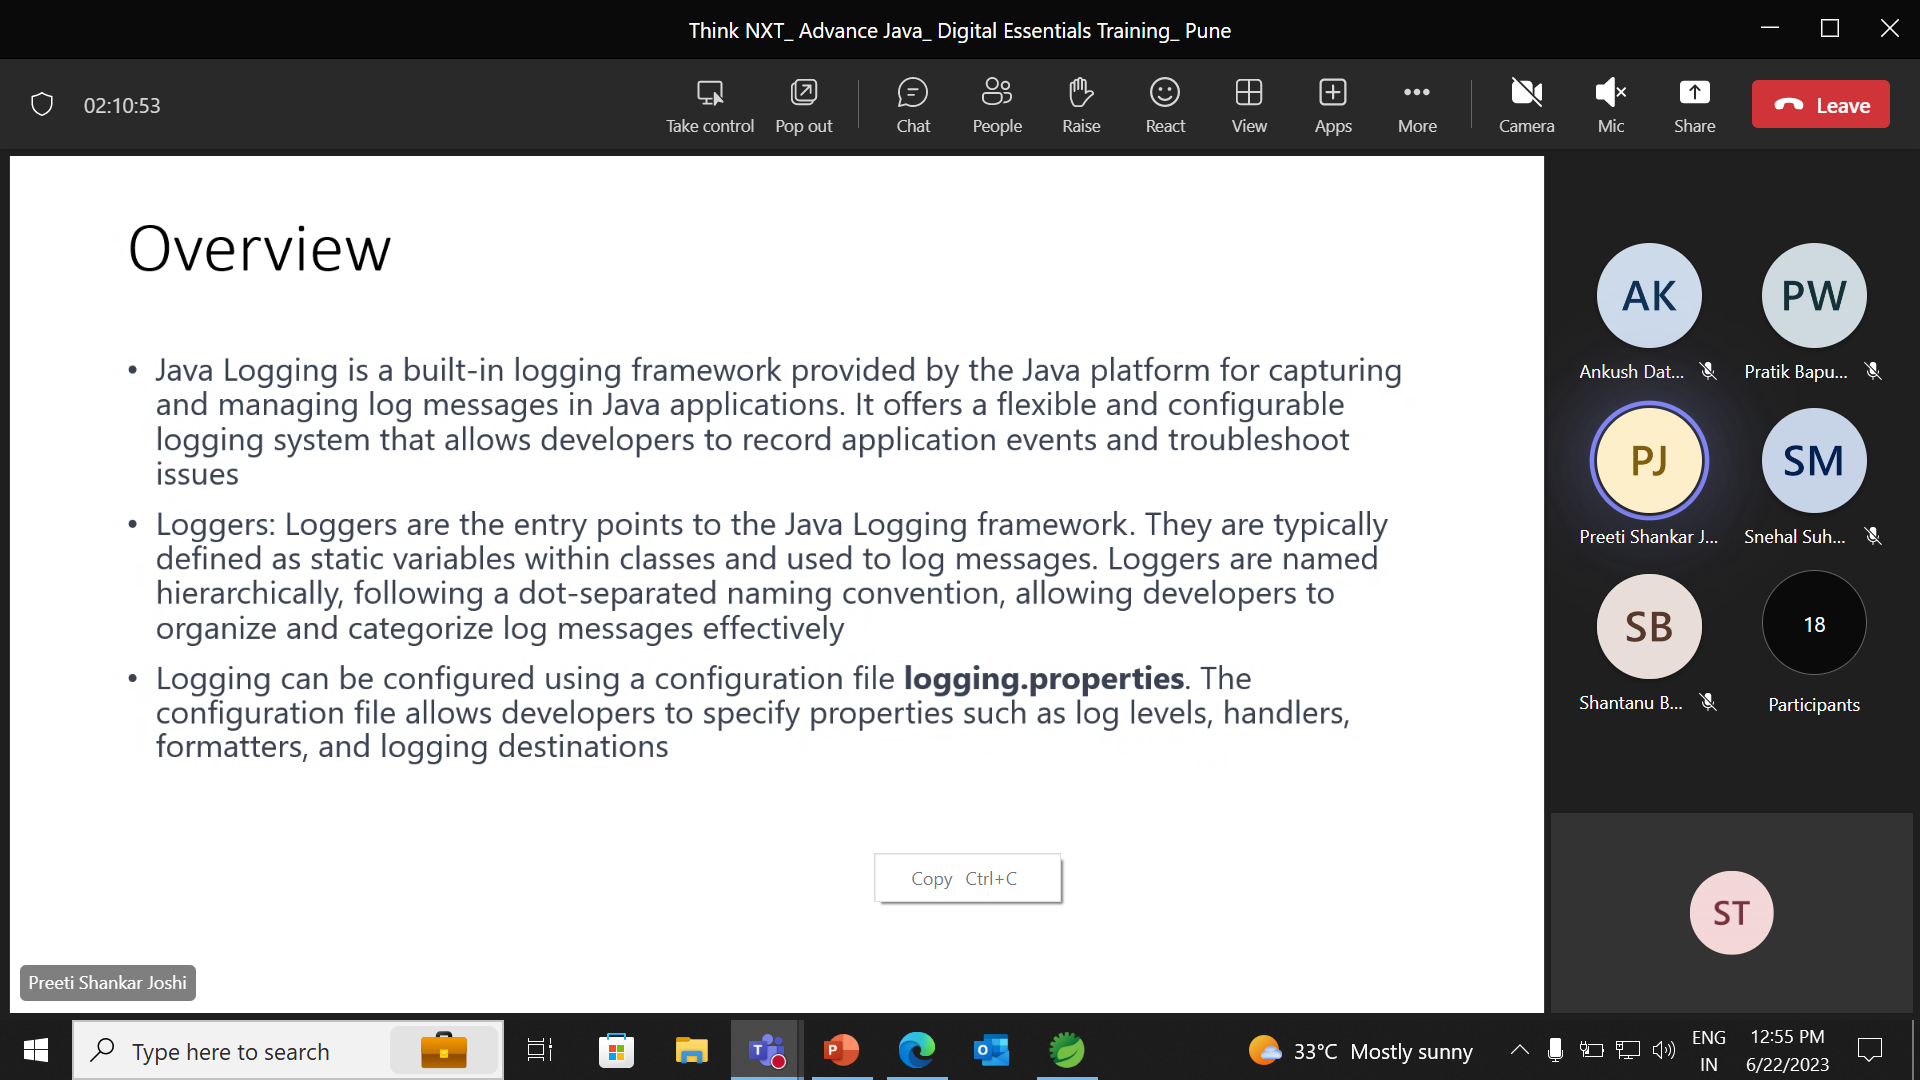 Think NXT_ Advance Java_ Digital Essentials Training_ Pune
02:10:53
Take control
Pop out
Chat
People
Raise
React
View
Apps
More
Camera
Mic
Share
Leave
Overview
• Java Logging is a built-in logging framework provided by the Java platform for capturing
and managing log messages in Java applications. It offers a flexible and configurable
logging system that allows developers to record application events and troubleshoot
issues
• Loggers: Loggers are the entry points to the Java Logging framework. They are typically
defined as static variables within classes and used to log messages. Loggers are named
hierarchically, following a dot-separated naming convention, allowing developers to
organize and categorize log messages effectively
• Logging can be configured using a configuration file logging.properties. The
configuration file allows developers to specify properties such as log levels, handlers,
formatters, and logging destinations
Copy Ctrl+C
Preeti Shankar Joshi
AK
Ankush Dat...
PW
Pratik Bapu...
PJ
Preeti Shankar J...
SM
Snehal Suh...
SB
Shantanu B...
18
Participants
ST
Type here to search
33°C Mostly sunny
ENG
IN
12:55 PM
6/22/2023